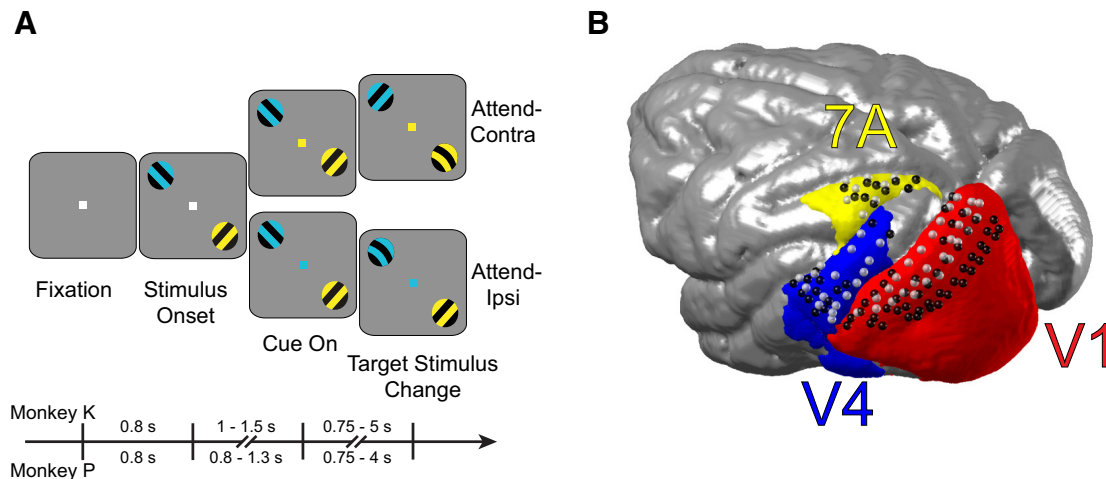 A
B
Attend-
Contra
Fixation
Stimulus
Onset
Attend-
Ipsi
Cue On
Target Stimulus
Change
Monkey K
0.8 s
1 - 1.5 s
0.75 - 5 s
0.8 s
0.8 - 1.3 s
0.75 - 4 s
Monkey P
7A
V1
V4